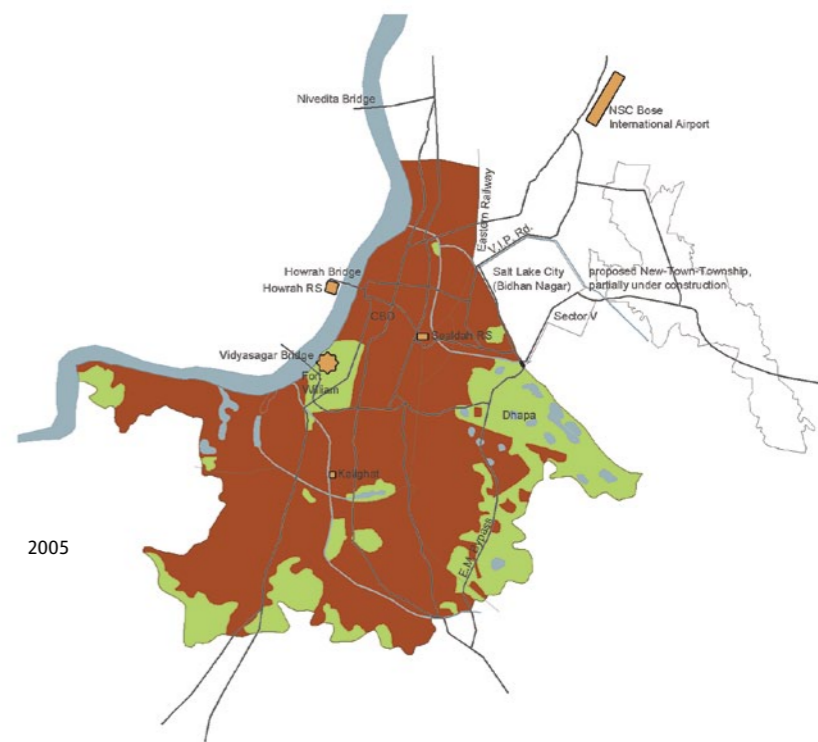 Nivedita Bridge
NSC Bose
International Airport
Eastern Railway
V.I.P. Rd.
Howrah Bridge
Howrah RS
Salt Lake City
(Bidhan Nagar)
proposed New-Town-Township,
partially under construction
CBD
Sealdah RS
Sector V
Vidyasagar Bridge
Fort
William
Dhapa
Kalighat
E.M. Bypass
2005